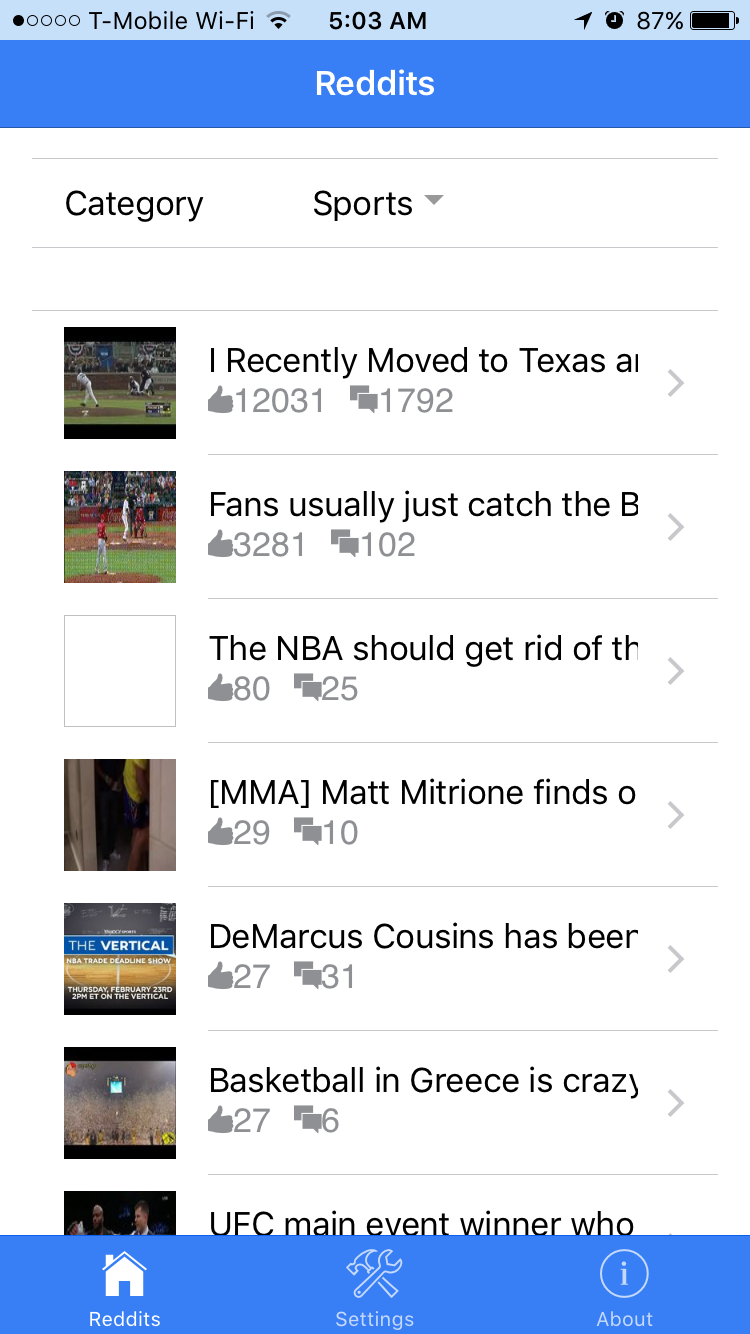 T-Mobile Wi-Fi 5:03 AM 87%
Reddits
Category Sports
I Recently Moved to Texas ar
12031 1792
Fans usually just catch the B
3281 102
The NBA should get rid of th
80 25
[MMA] Matt Mitrione finds o
29 10
YAHOO! SPORTS
THE VERTICAL
NBA TRADE DEADLINE SHOW
THURSDAY, FEBRUARY 23RD
2PM ET ON THE VERTICAL
DeMarcus Cousins has been
27 31
Basketball in Greece is crazy
27 6
UFC main event winner who
Reddits Settings About